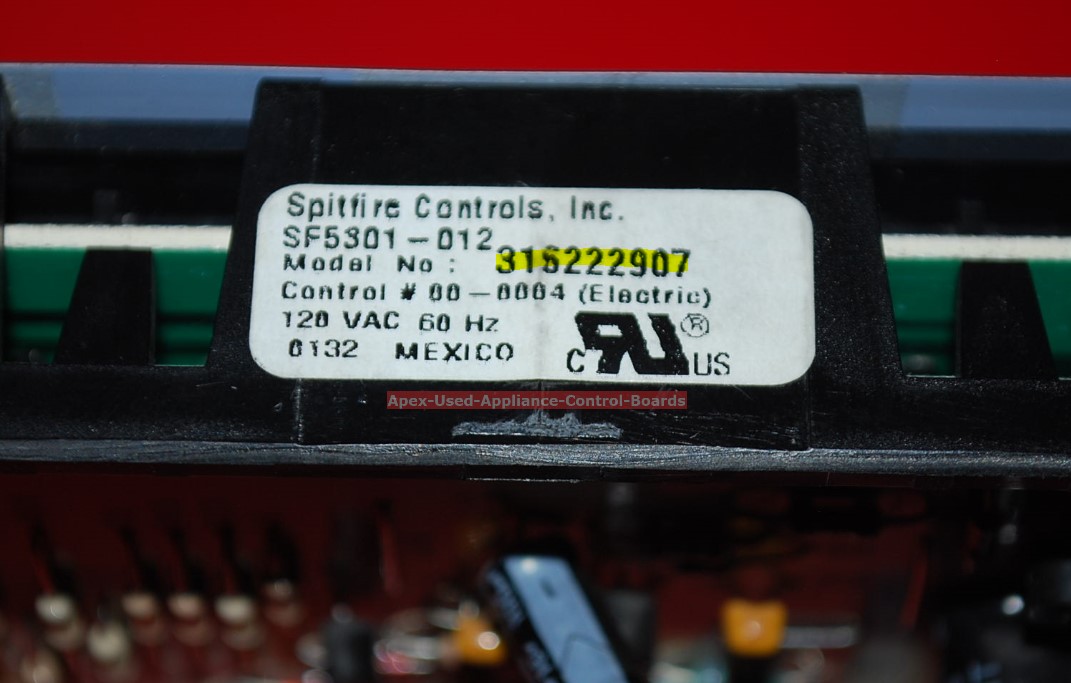 Spitfire Controls, Inc.
SF5301-012
Model No: 316222907
Control # 00-0004 (Electric)
120 VAC 60 Hz
0132 MEXICO
C RU ® US
Apex-Used-Appliance-Control-Boards